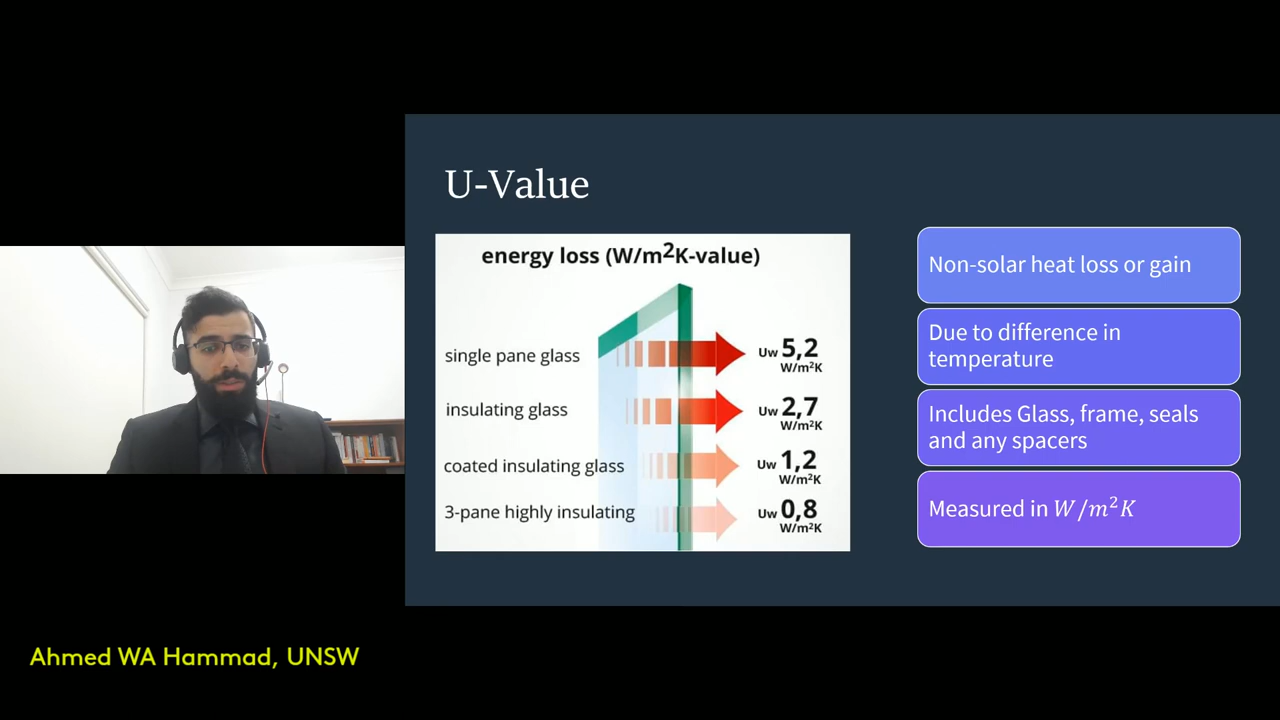 U-Value
energy loss (W/m²K-value)
single pane glass
Uw 5,2
W/m²K
insulating glass
Uw 2,7
W/m²K
coated insulating glass
Uw 1,2
W/m²K
3-pane highly insulating
Uw 0,8
W/m²K
Non-solar heat loss or gain
Due to difference in
temperature
Includes Glass, frame, seals
and any spacers
Measured in W/m²K
Ahmed WA Hammad, UNSW